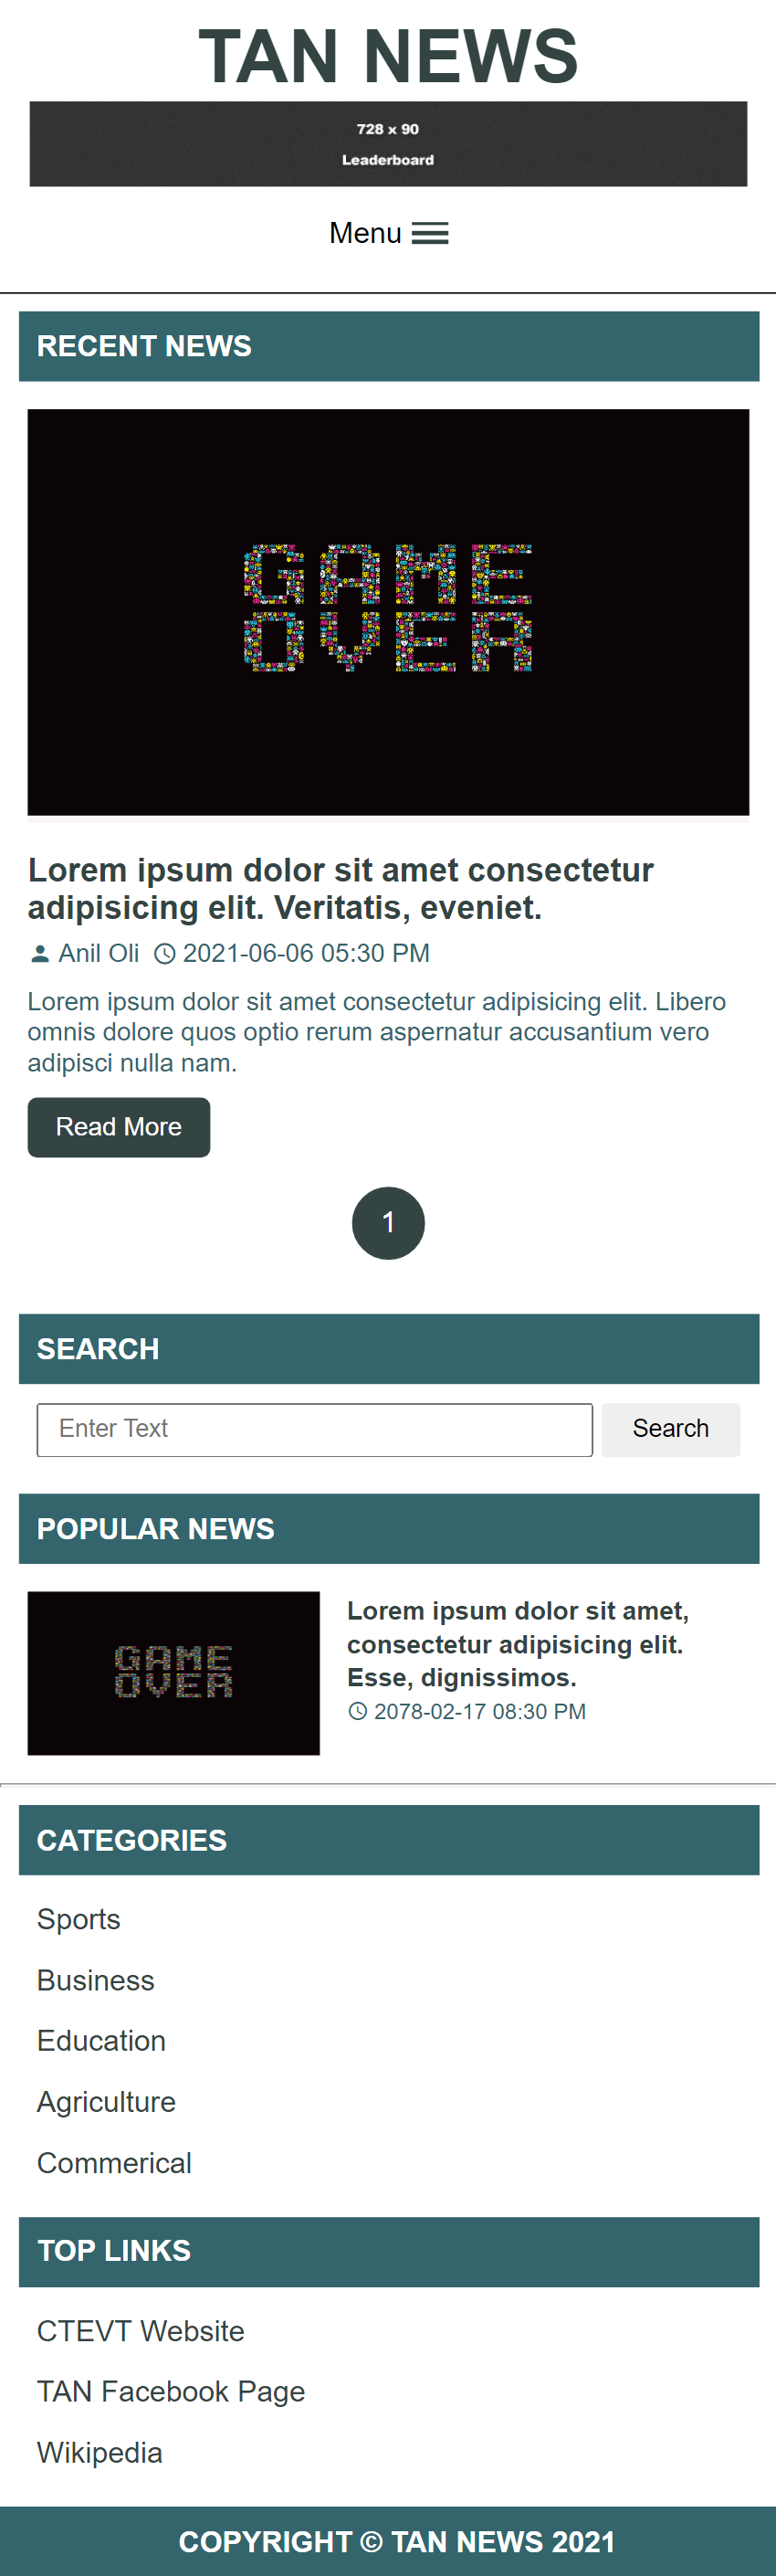 TAN NEWS
728 x 90
Leaderboard
Menu
RECENT NEWS
GAME
OVER
Lorem ipsum dolor sit amet consectetur
adipisicing elit. Veritatis, eveniet.
Anil Oli 2021-06-06 05:30 PM
Lorem ipsum dolor sit amet consectetur adipisicing elit. Libero
omnis dolore quos optio rerum aspernatur accusantium vero
adipisci nulla nam.
Read More
1
SEARCH
Enter Text Search
POPULAR NEWS
GAME
OVER
Lorem ipsum dolor sit amet,
consectetur adipisicing elit.
Esse, dignissimos.
2078-02-17 08:30 PM
CATEGORIES
Sports
Business
Education
Agriculture
Commerical
TOP LINKS
CTEVT Website
TAN Facebook Page
Wikipedia
COPYRIGHT © TAN NEWS 2021